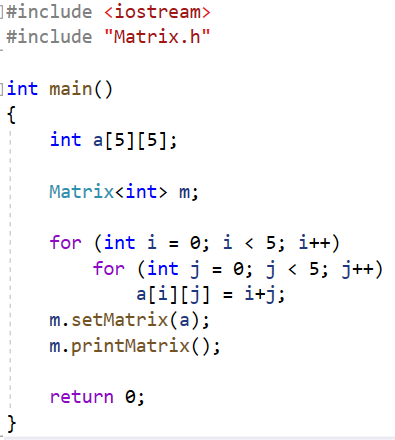 #include <iostream>
#include "Matrix.h"
int main()
{
int a[5][5];
Matrix<int> m;
for (int i = 0; i < 5; i++)
for (int j = 0; j < 5; j++)
a[i][j] = i+j;
m.setMatrix(a);
m.printMatrix();
return 0;
}